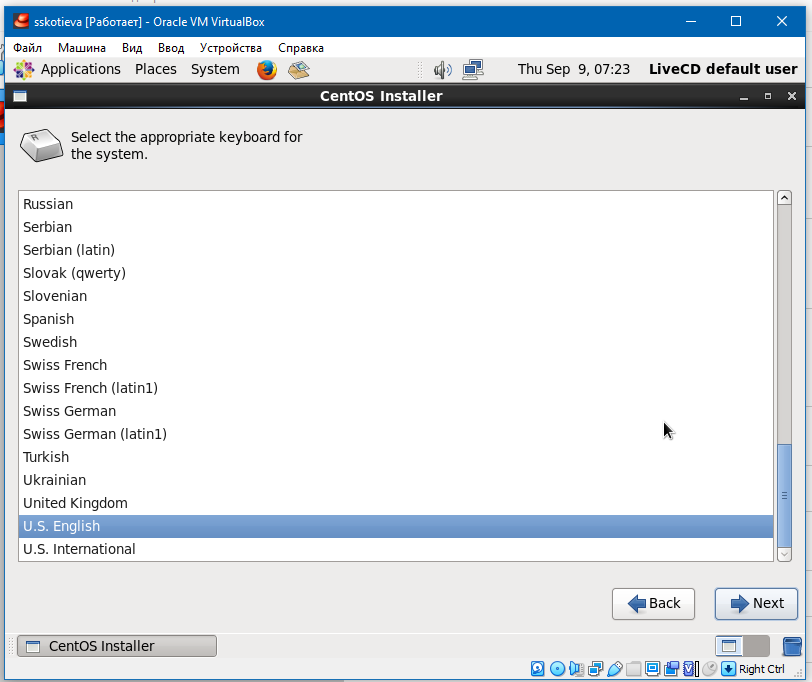 sskotieva [Работает] - Oracle VM VirtualBox
Файл Машина Вид Ввод Устройства Справка
Applications Places System Thu Sep 9, 07:23 LiveCD default user
CentOS Installer
Select the appropriate keyboard for
the system.
Russian
Serbian
Serbian (latin)
Slovak (qwerty)
Slovenian
Spanish
Swedish
Swiss French
Swiss French (latin1)
Swiss German
Swiss German (latin1)
Turkish
Ukrainian
United Kingdom
U.S. English
U.S. International
Back Next
CentOS Installer
Right Ctrl